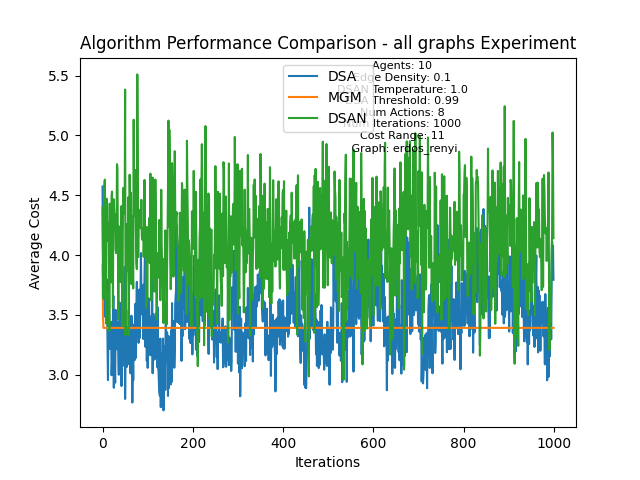 Algorithm Performance Comparison - all graphs Experiment
5.5
5.0
4.5
4.0
3.5
3.0
Average Cost
DSA
MGM
DSAN
Agents: 10
Edge Density: 0.1
DSAN Temperature: 1.0
Threshold: 0.99
Num Actions: 8
Num Iterations: 1000
Cost Range: 11
Graph: erdos_renyi
0
200
400
600
800
1000
Iterations